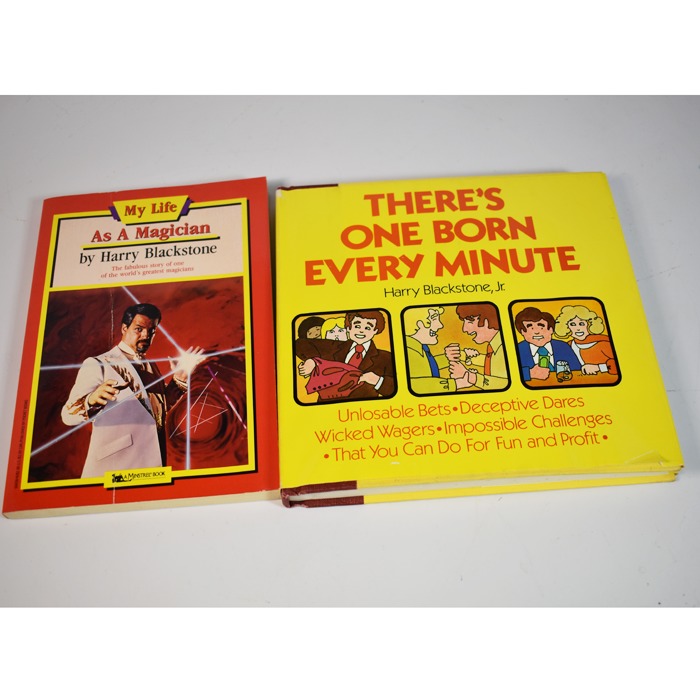 My Life
As A Magician
by Harry Blackstone
The fabulous story of one
of the world's greatest magicians
A MINSTREL BOOK
THERE'S
ONE BORN
EVERY MINUTE
Harry Blackstone, Jr.
Unlosable Bets • Deceptive Dares
Wicked Wagers • Impossible Challenges
• That You Can Do For Fun and Profit •